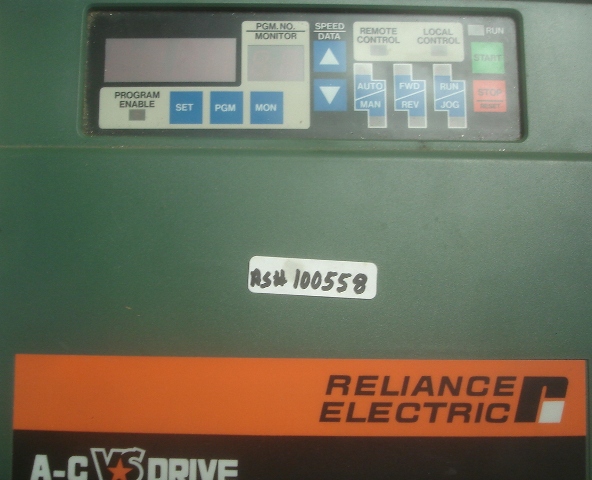 PGM. NO.
MONITOR
SPEED
DATA
REMOTE
CONTROL
LOCAL
CONTROL
RUN
START
PROGRAM
ENABLE
SET
PGM
MON
AUTO
MAN
FWD
REV
RUN
JOG
STOP
RESET
AS# 100558
RELIANCE
ELECTRIC
A-C VS DRIVE